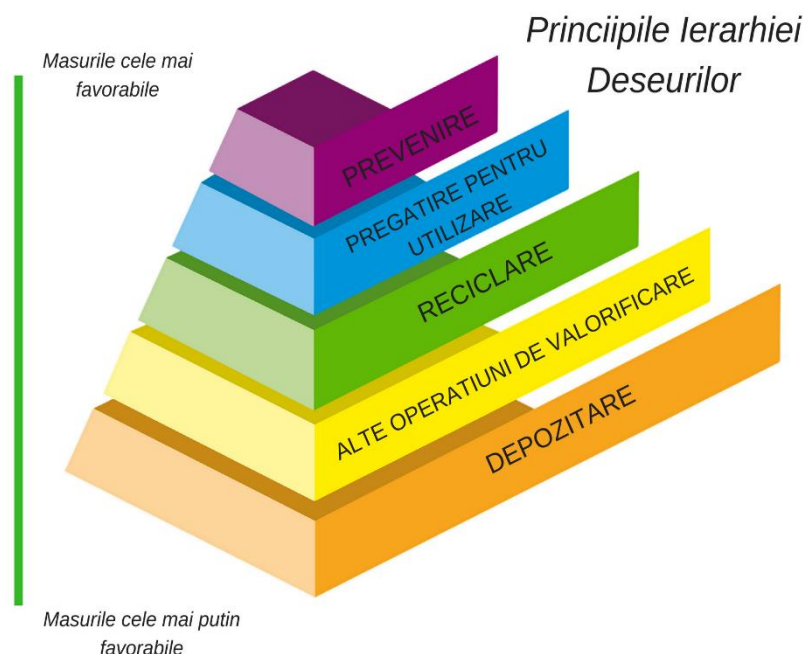 Princiipile Ierarhiei
Deseurilor
Masurile cele mai
favorabile
PREVENIRE
PREGATIRE PENTRU
UTILIZARE
RECICLARE
ALTE OPERATIUNI DE VALORIFICARE
DEPOZITARE
Masurile cele mai putin
favorabile